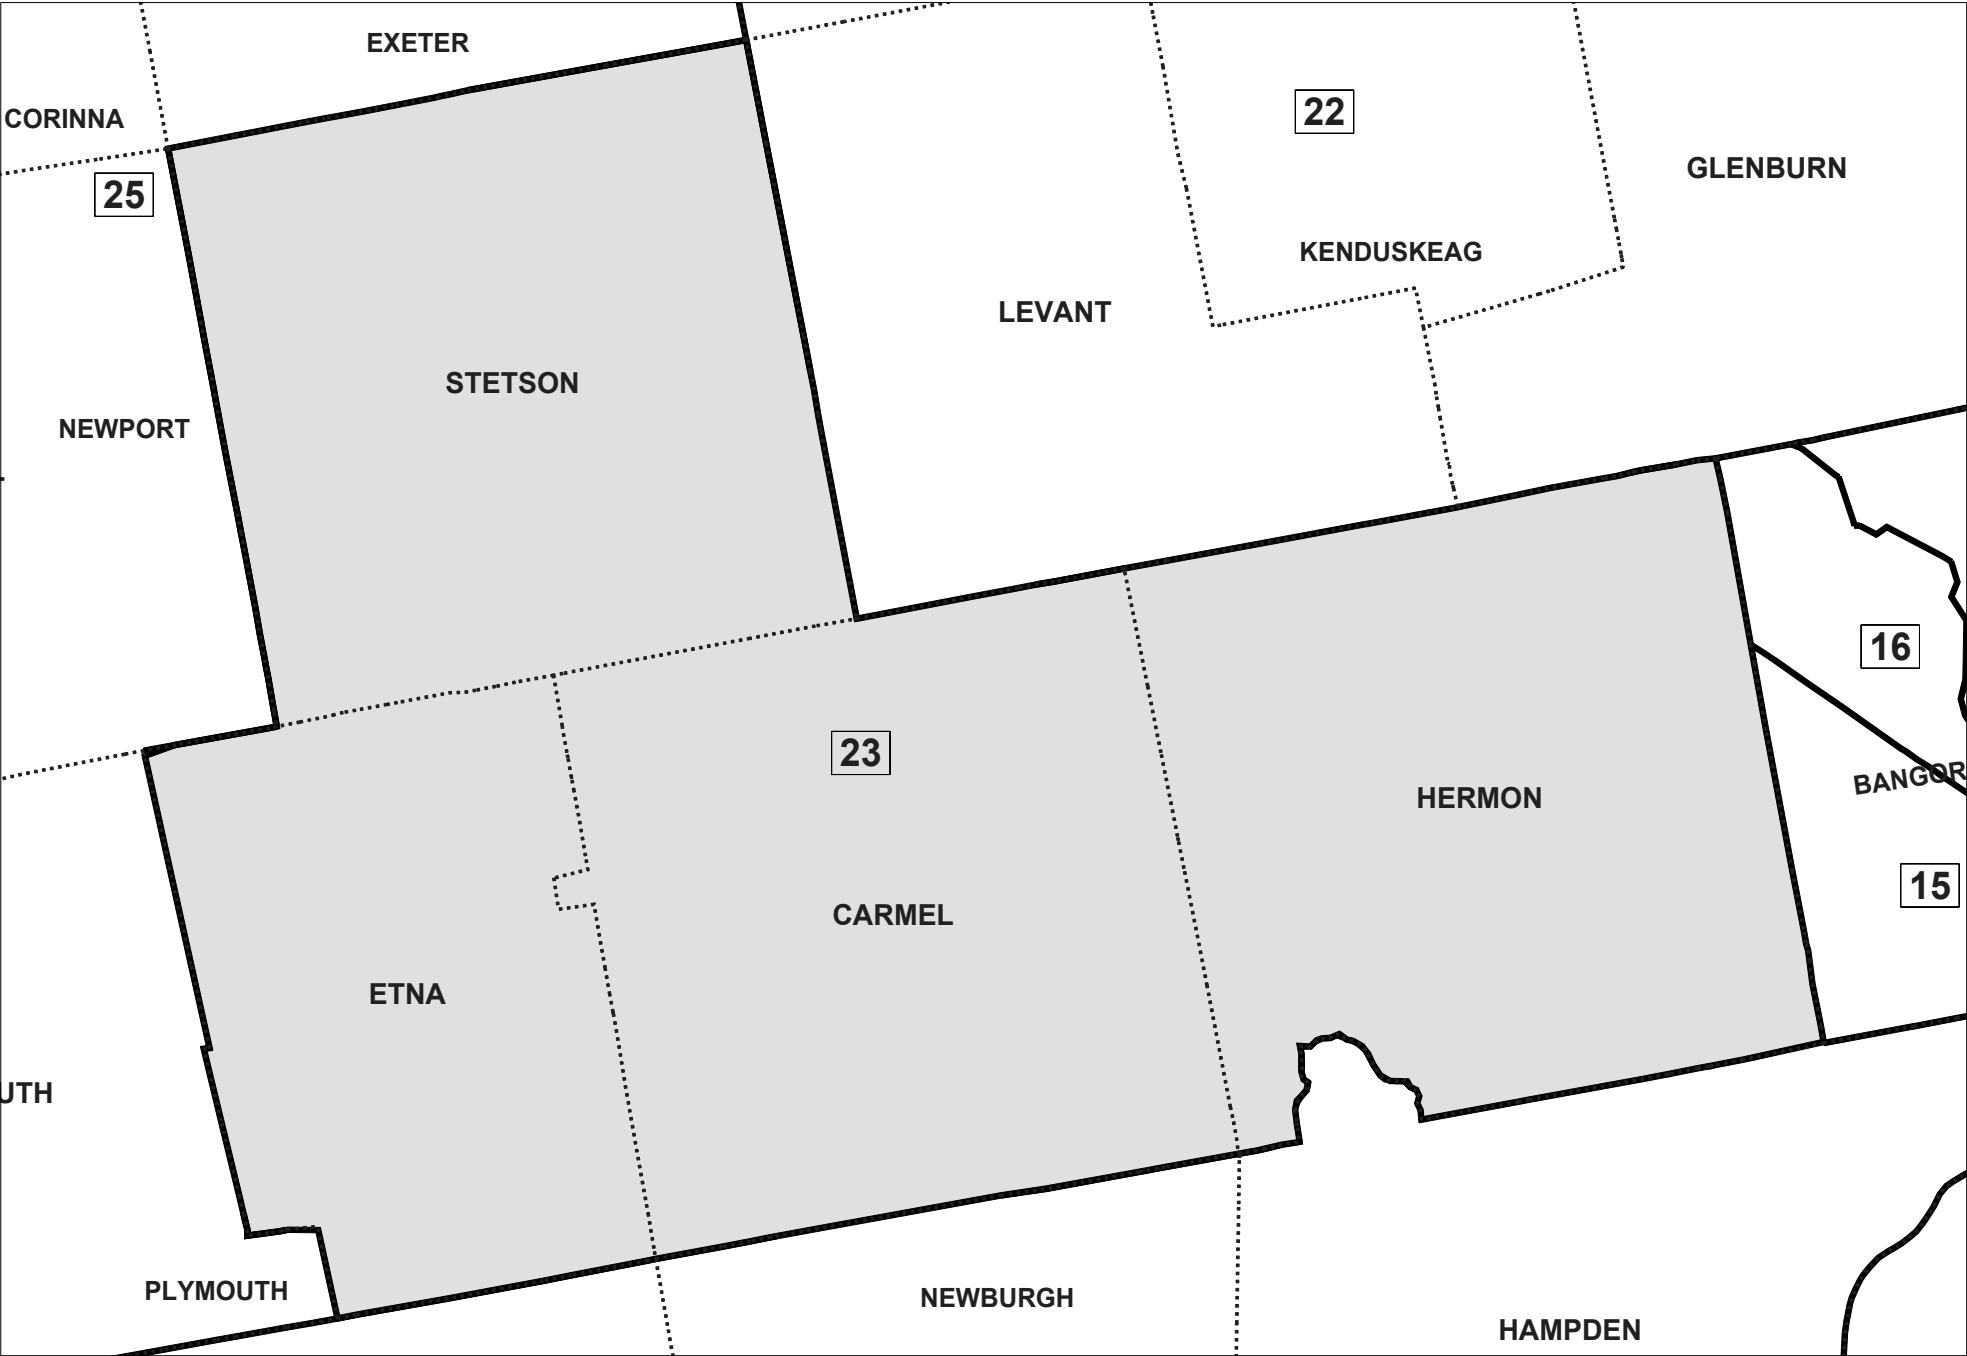 EXETER
22
CORINNA
GLENBURN
25
KENDUSKEAG
LEVANT
STETSON
NEWPORT
16
23
BANGOR
HERMON
15
CARMEL
ETNA
UTH
PLYMOUTH
NEWBURGH
HAMPDEN